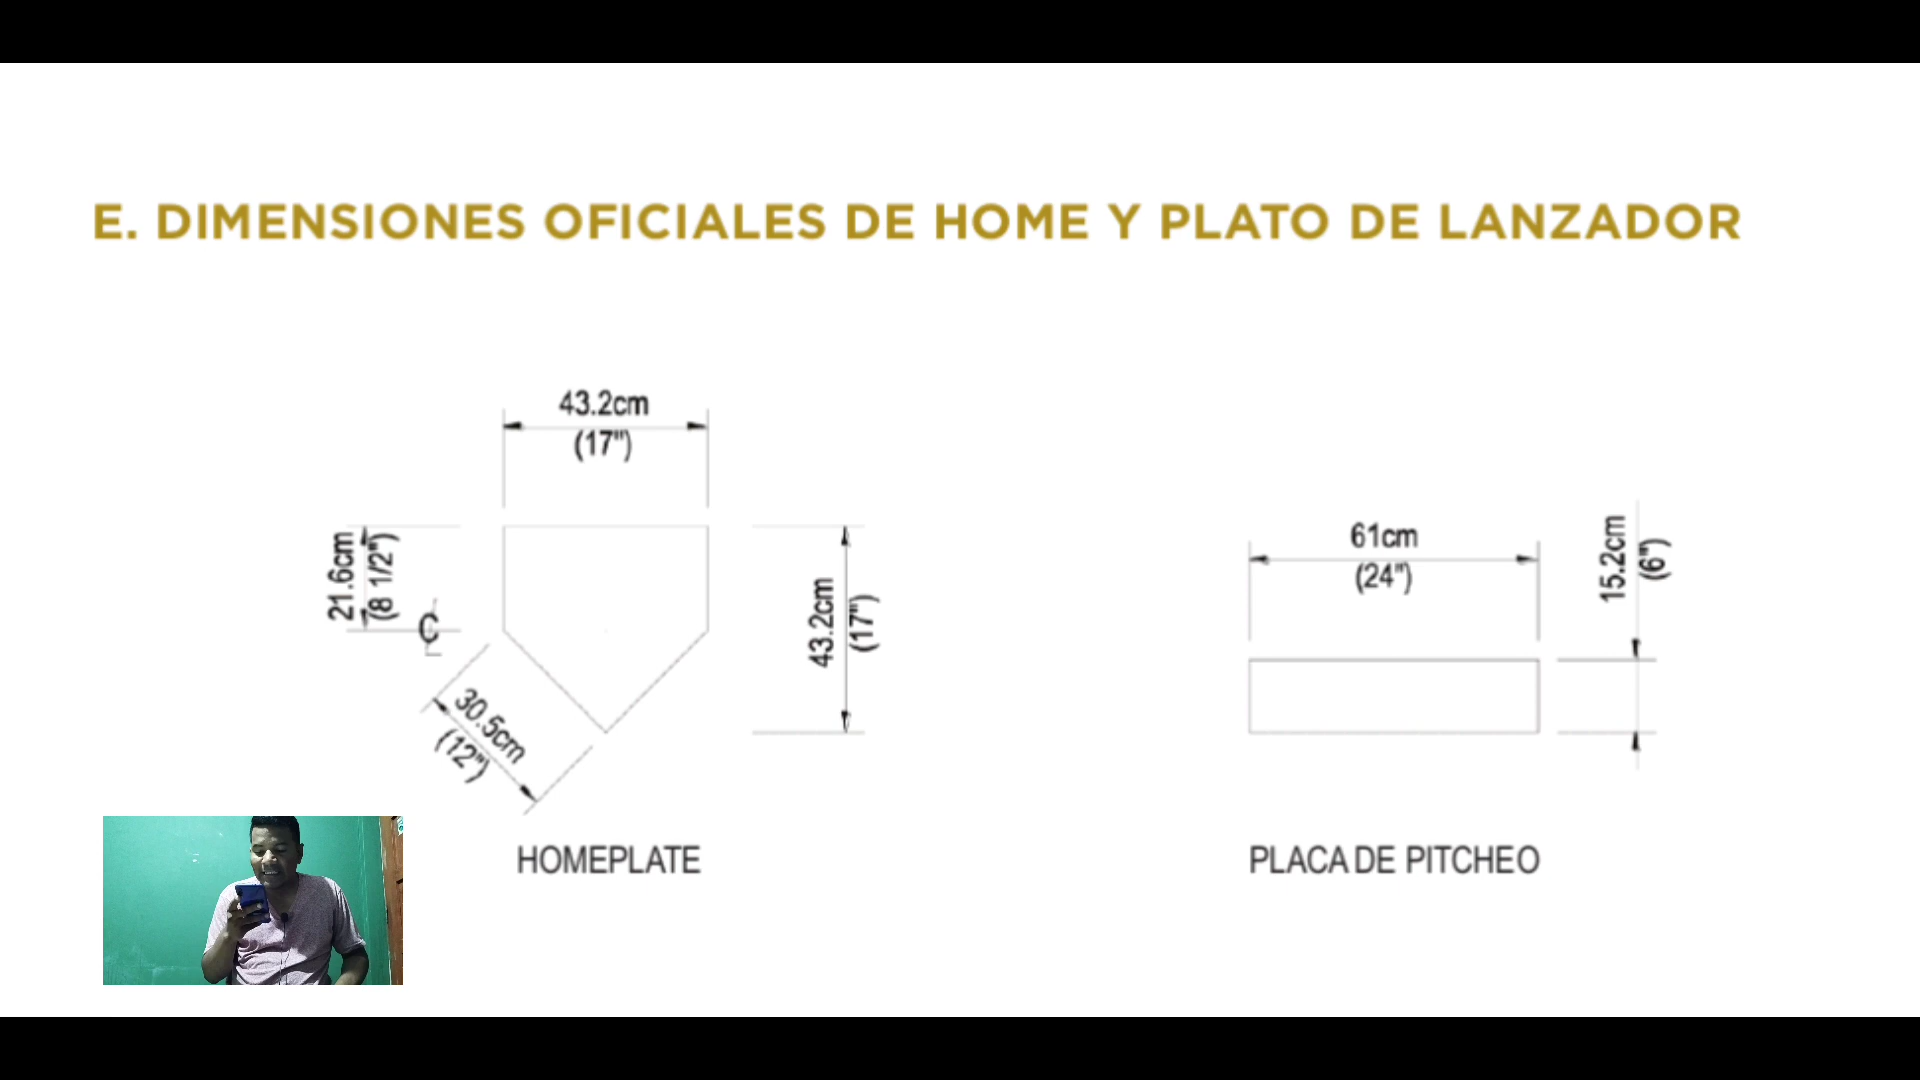 E. DIMENSIONES OFICIALES DE HOME Y PLATO DE LANZADOR
43.2cm
(17")
21.6cm
(8 1/2")
43.2cm
(17")
30.5cm
(12")
HOMEPLATE
61cm
(24")
15.2cm
(6")
PLACA DE PITCHEO